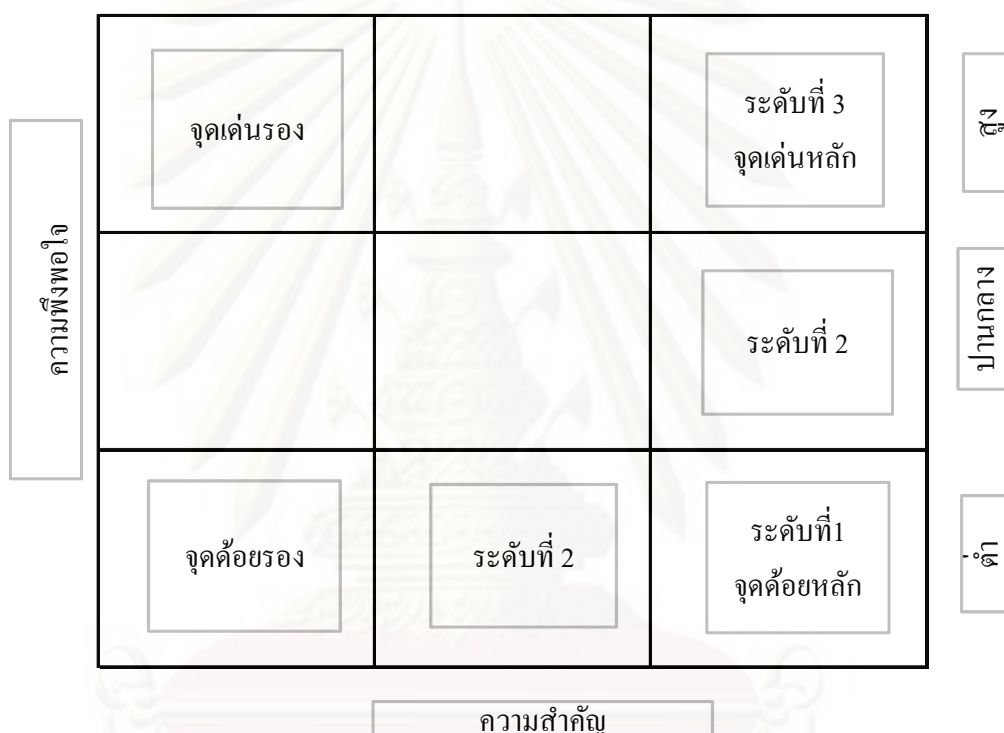 จุดเด่นรอง
ระดับที่ 3
จุดเด่นหลัก
สูง
ความพึงพอใจ
ระดับที่ 2
ปานกลาง
จุดด้อยรอง
ระดับที่ 2
ระดับที่1
จุดด้อยหลัก
ต่ำ
ความสำคัญ